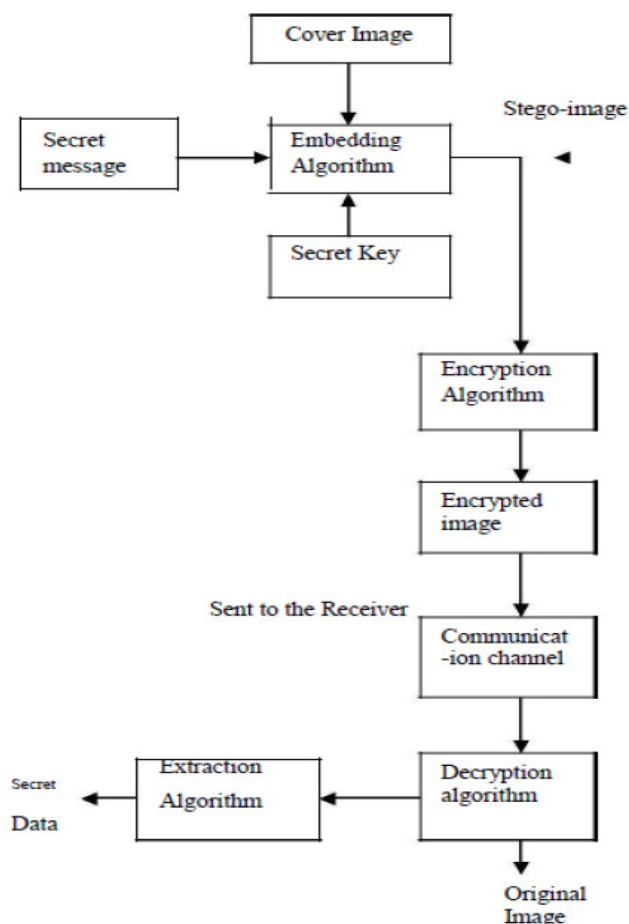 Cover Image
Stego-image
Secret
message
Embedding
Algorithm
Secret Key
Encryption
Algorithm
Encrypted
image
Sent to the Receiver
Communicat
-ion channel
Decryption
algorithm
Extraction
Algorithm
Secret
Data
Original
Image